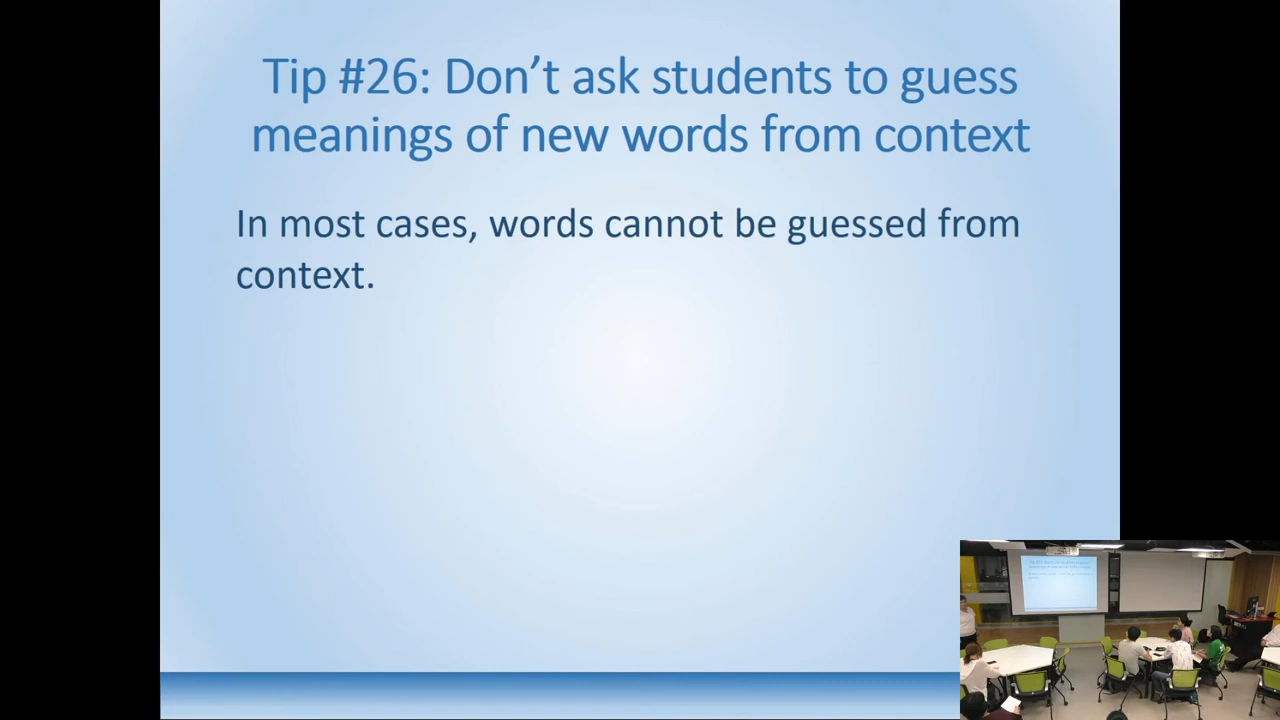 Tip #26: Don’t ask students to guess
meanings of new words from context
In most cases, words cannot be guessed from
context.